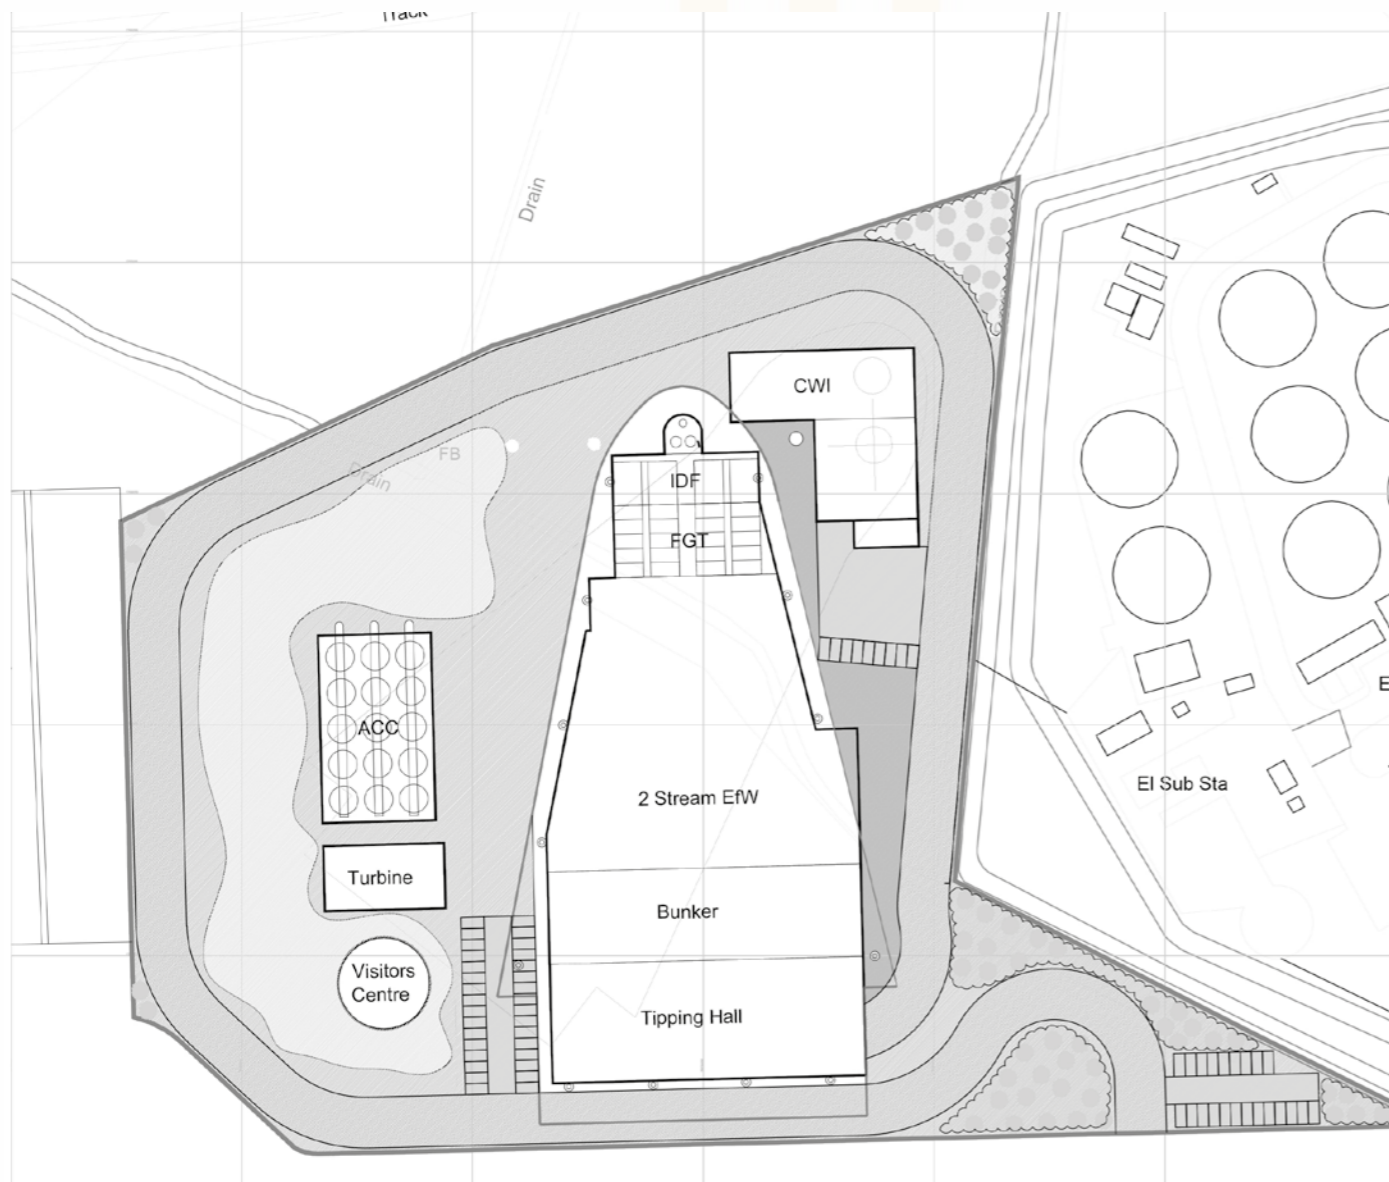 Track
Drain
CWI
FB
Drain
IDF
FGT
ACC
E
2 Stream EfW
El Sub Sta
Turbine
Bunker
Visitors
Centre
Tipping Hall